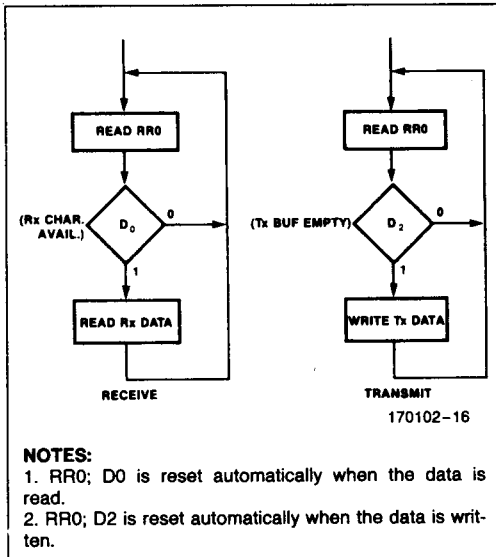 READ RR0
(Rx CHAR.
AVAIL.)
D0
0
1
READ Rx DATA
RECEIVE
READ RR0
(Tx BUF EMPTY)
D2
0
1
WRITE Tx DATA
TRANSMIT
170102-16
NOTES:
1. RR0; D0 is reset automatically when the data is
read.
2. RR0; D2 is reset automatically when the data is writ-
ten.